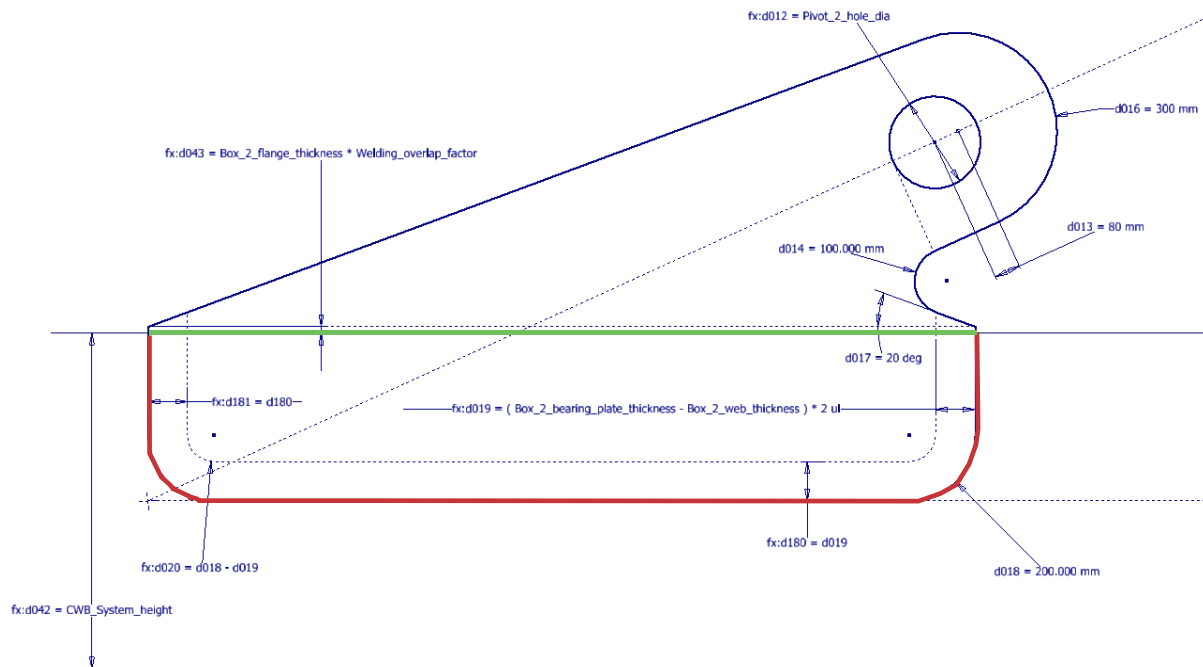 fx:d012 = Pivot_2_hole_dia
d016 = 300 mm
fx:d043 = Box_2_flange_thickness * Welding_overlap_factor
d013 = 80 mm
d014 = 100.000 mm
d017 = 20 deg
fx:d181 = d180
fx:d019 = ( Box_2_bearing_plate_thickness - Box_2_web_thickness ) * 2 ul
fx:d180 = d019
fx:d020 = d018 - d019
d018 = 200.000 mm
fx:d042 = CWB_System_height